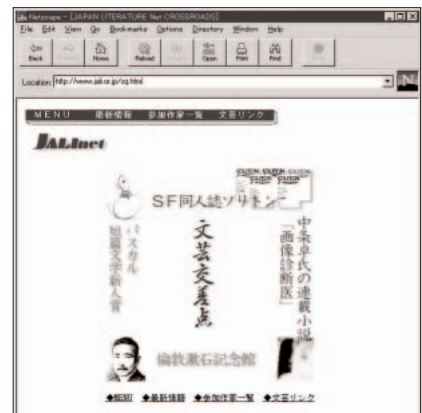 Netscape - [JAPAN LITERATURE Net CROSSROADS]
File Edit View Go Bookmarks Options Directory Window Help
Back Home Reload Open Print Find
Location: http://www.jali.or.jp/sq.html
MENU 最新情報 参加作家一覧 文芸リンク
JALInet
SF同人誌ソリトン
パスカル
短篇文学新人賞
文芸交差点
中条卓氏の連載小説
「画像診断医」
倫敦漱石記念館
◆MENU ◆最新情報 ◆参加作家一覧 ◆文芸リンク